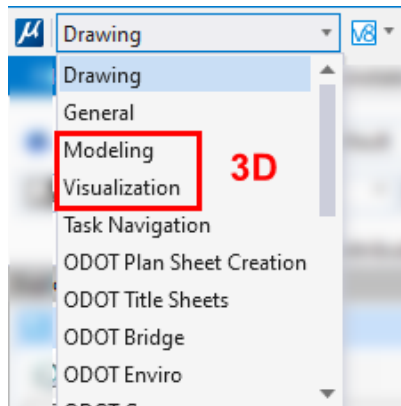 Drawing
V8
Drawing
General
Modeling
Visualization
3D
Task Navigation
ODOT Plan Sheet Creation
ODOT Title Sheets
ODOT Bridge
ODOT Enviro